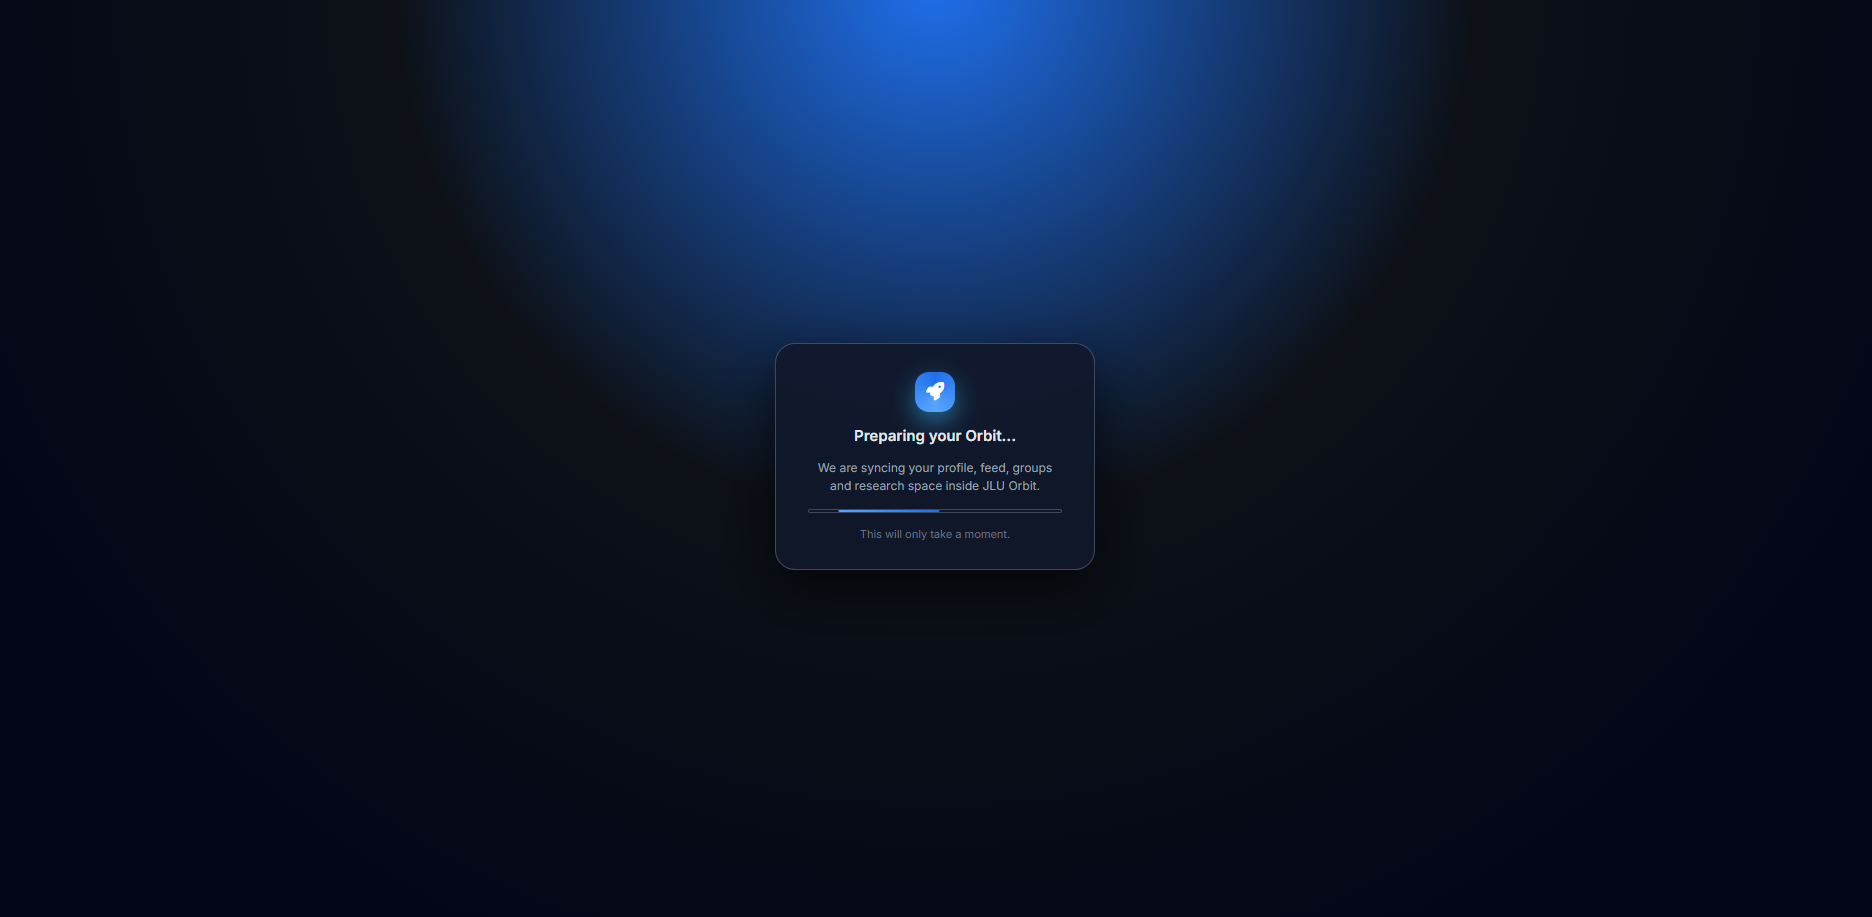 Preparing your Orbit...
We are syncing your profile, feed, groups
and research space inside JLU Orbit.
This will only take a moment.